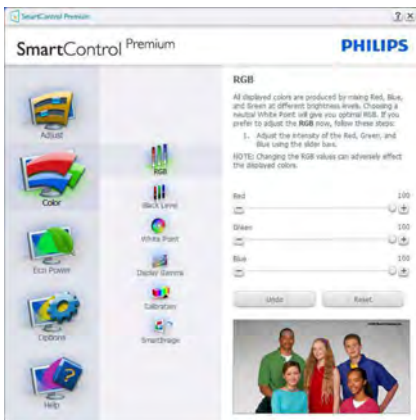 SmartControl Premium
SmartControl Premium
PHILIPS
Adjust
Color
Eco Power
Options
Help
RGB
Black Level
White Point
Display Gamma
Calibration
SmartImage
RGB
All displayed colors are produced by mixing Red, Blue,
and Green at different brightness levels. Choosing a
neutral White Point will give you optimal RGB. If you
prefer to adjust the RGB now, follow these steps:
1. Adjust the intensity of the Red, Green, and
Blue using the slider bars.
NOTE: Changing the RGB values can adversely effect
the displayed colors.
Red 100
Green 100
Blue 100
Undo Reset